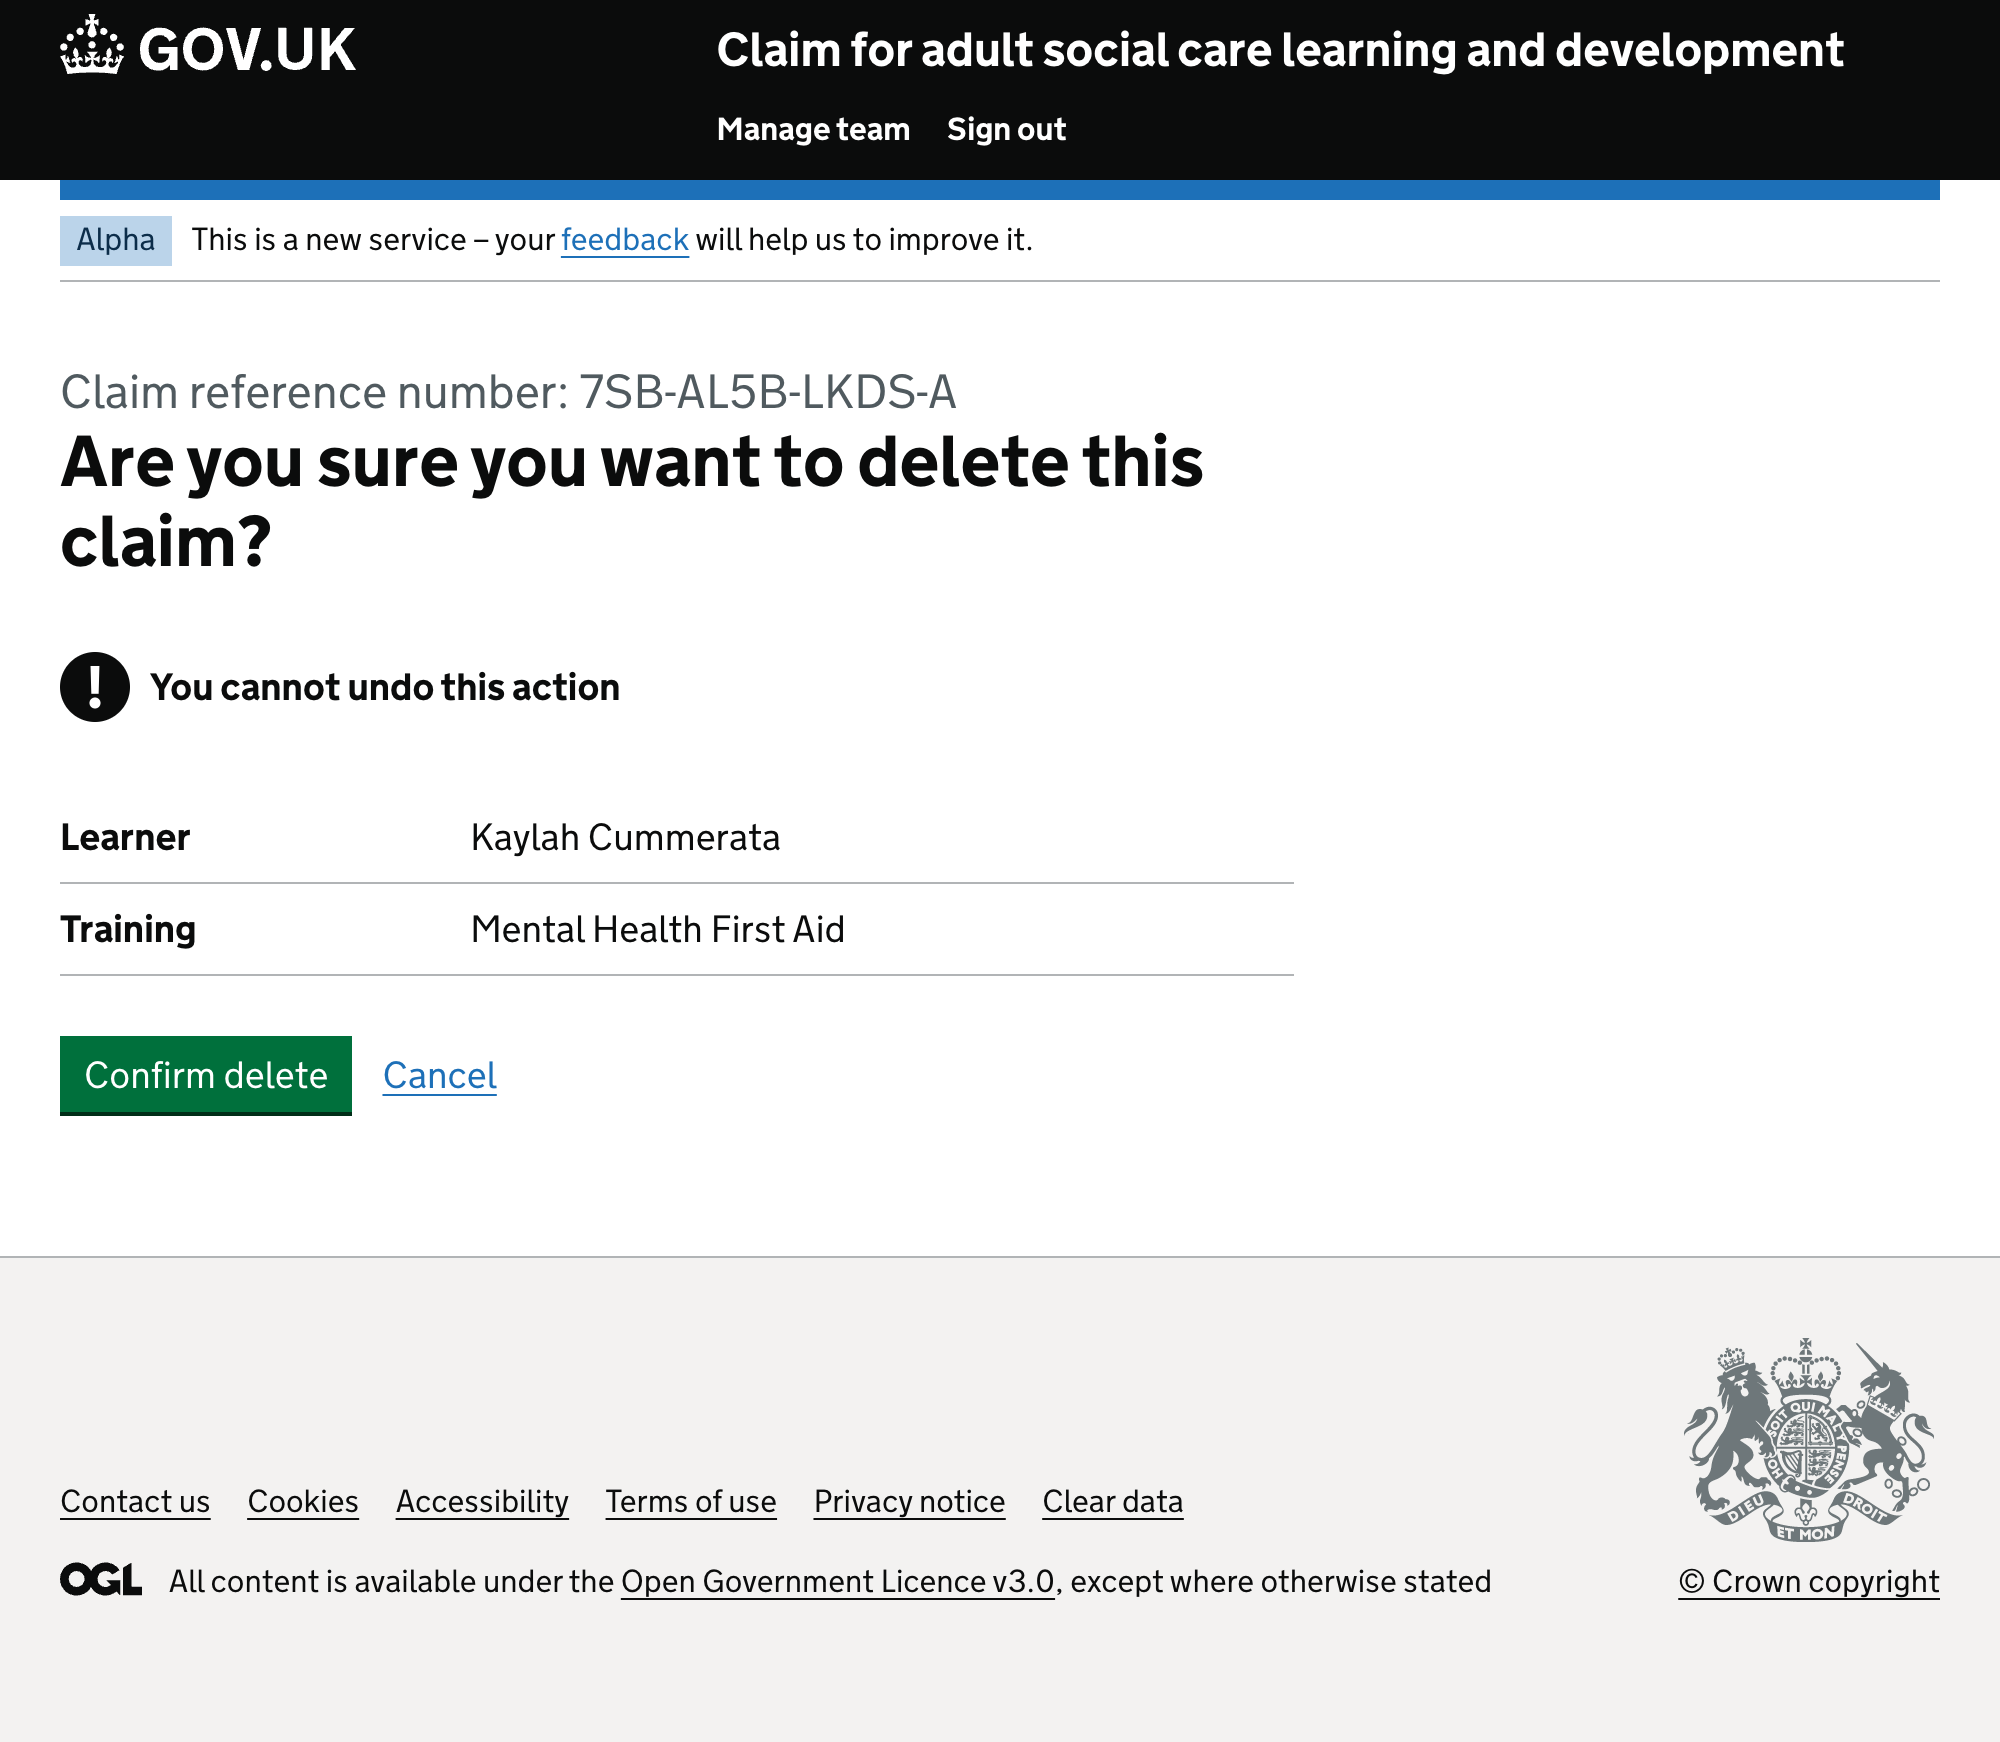 GOV.UK
Claim for adult social care learning and development
Manage team Sign out
Alpha This is a new service – your feedback will help us to improve it.
Claim reference number: 7SB-AL5B-LKDS-A
Are you sure you want to delete this
claim?
! You cannot undo this action
Learner Kaylah Cummerata
Training Mental Health First Aid
Confirm delete Cancel
SOIT QUI MAL Y PENSE
DIEU ET MON DROIT
Contact us Cookies Accessibility Terms of use Privacy notice Clear data
OGL All content is available under the Open Government Licence v3.0, except where otherwise stated
© Crown copyright